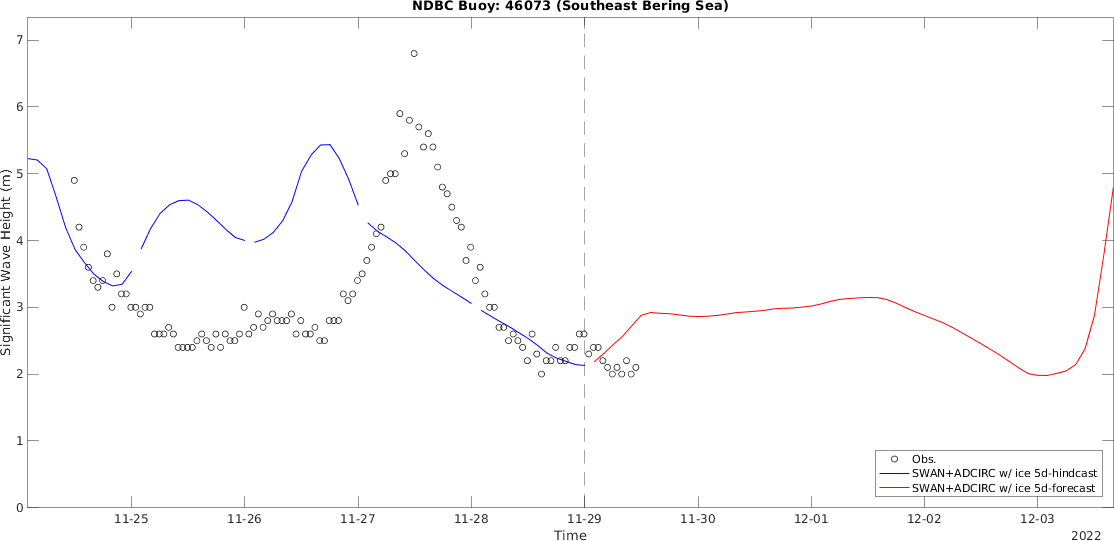 NDBC Buoy: 46073 (Southeast Bering Sea)
Significant Wave Height (m)
7
6
5
4
3
2
1
0
11-25 11-26 11-27 11-28 11-29 11-30 12-01 12-02 12-03
Time
2022
Obs.
SWAN+ADCIRC w/ ice 5d-hindcast
SWAN+ADCIRC w/ ice 5d-forecast